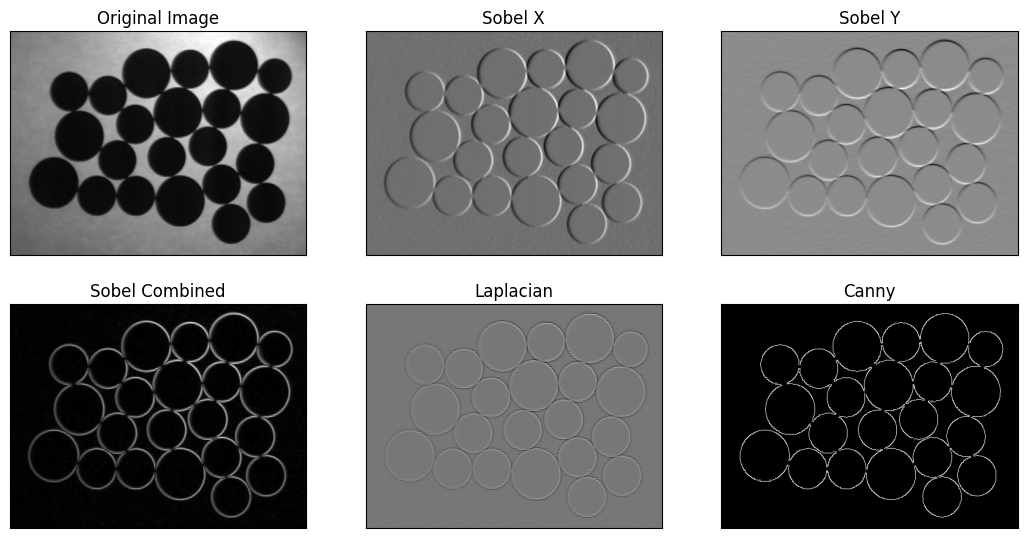 Original Image
Sobel X
Sobel Y
Sobel Combined
Laplacian
Canny